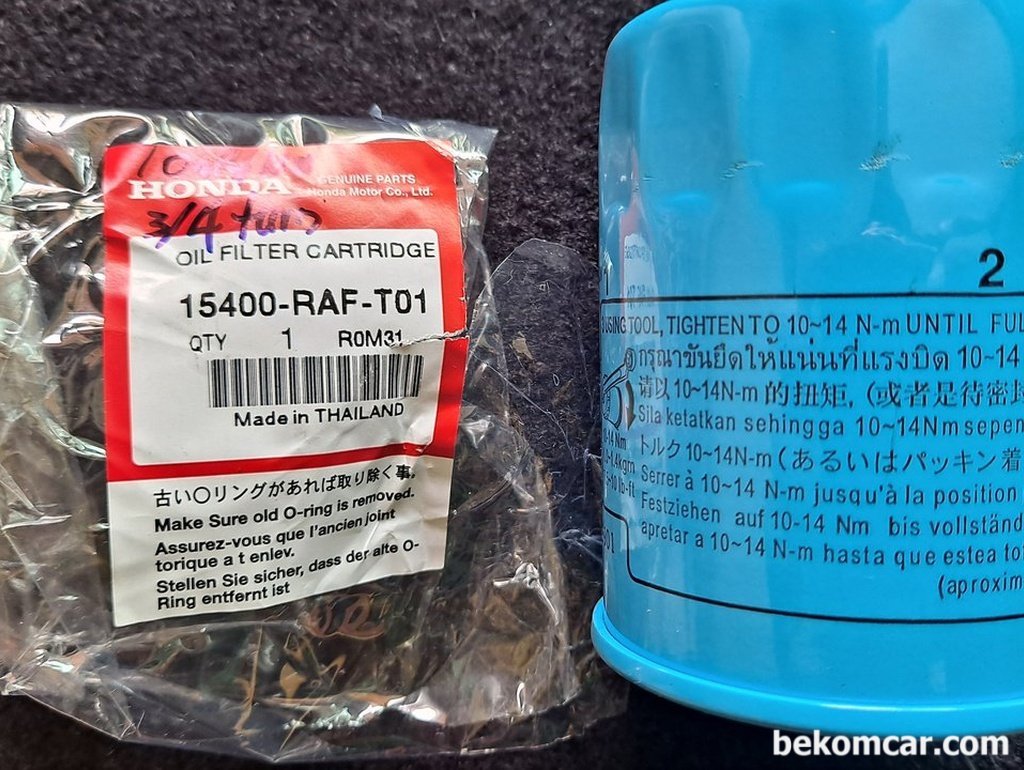 HONDA
GENUINE PARTS
Honda Motor Co., Ltd.
3/4 turn
OIL FILTER CARTRIDGE
15400-RAF-T01
QTY 1 R0M31
Made in THAILAND
古い〇リングがあれば取り除く事。
Make Sure old O-ring is removed.
Assurez-vous que l'ancien joint
torique a t enlev.
Stellen Sie sicher, dass der alte O-
Ring entfernt ist
2
USING TOOL, TIGHTEN TO 10~14 N-m UNTIL FUL
กรุณาขันยึดให้แน่นที่แรงบิด 10~14
请以 10~14N-m 的扭矩, (或者是待密封
Sila ketatkan sehingga 10~14Nm sepen
トルク 10~14N-m (あるいはパッキン着
Serrer à 10~14 N-m jusqu'à la position
Festziehen auf 10-14 Nm bis vollständ
apretar a 10~14 N-m hasta que estea to
(aproxim
10-14 Nm
bekomcar.com